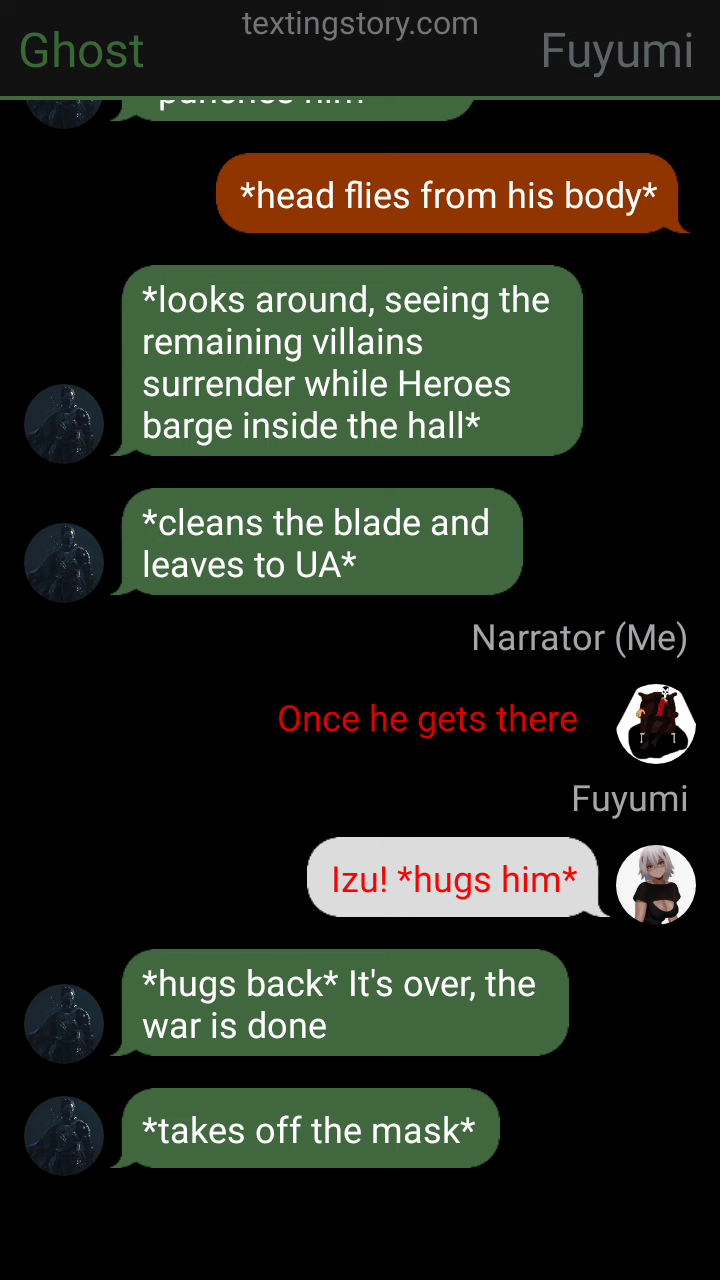 textingstory.com
Ghost
Fuyumi
*head flies from his body*
*looks around, seeing the
remaining villains
surrender while Heroes
barge inside the hall*
*cleans the blade and
leaves to UA*
Narrator (Me)
Once he gets there
Fuyumi
Izu! *hugs him*
*hugs back* It's over, the
war is done
*takes off the mask*